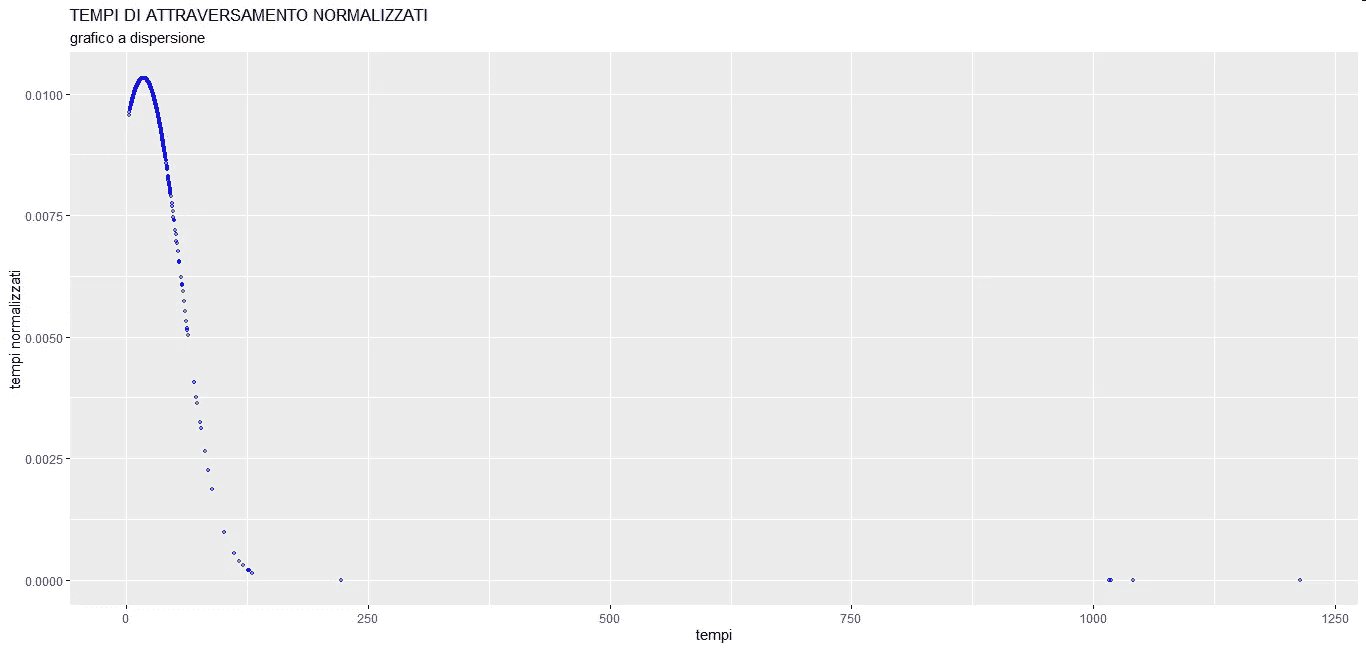 TEMPI DI ATTRAVERSAMENTO NORMALIZZATI
grafico a dispersione
tempi normalizzati
0.0100
0.0075
0.0050
0.0025
0.0000
0 250 500 750 1000 1250
tempi